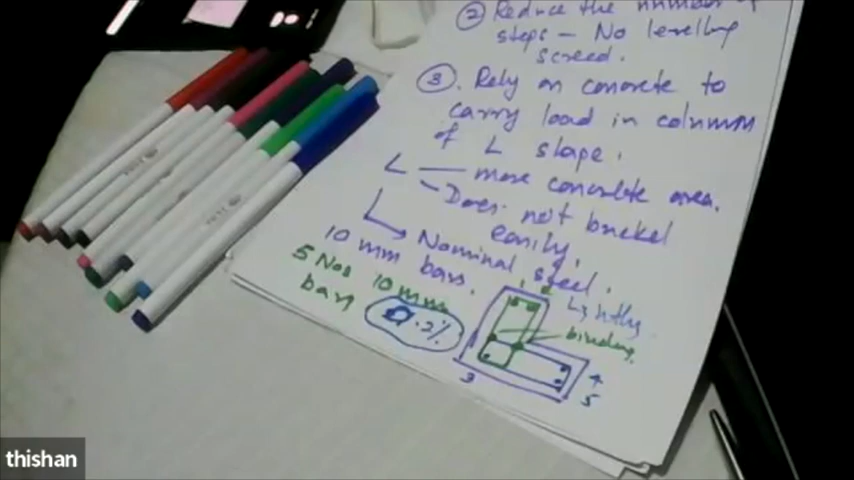 ② Reduce the number of
steps - No levelling
screed.
③. Rely on concrete to
carry load in column
of L shape.
L — more concrete area.
Does not buckel
easily.
Nominal steel.
10 mm bars.
5 Nos 10 mm
bars
.2%
Lightly
binding.
3
5
thishan